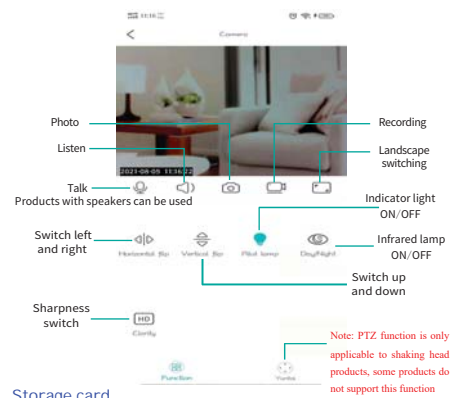 11:16
Camera
Photo
Recording
Listen
Landscape
switching
2021-08-05 11:36:22
Talk
Products with speakers can be used
Indicator light
ON/OFF
Switch left
and right
Infrared lamp
ON/OFF
Horizontal flip
Vertical flip
Pilot lamp
Day/Night
Switch up
and down
Sharpness
switch
HD
Clarity
Note: PTZ function is only
applicable to shaking head
products, some products do
not support this function
Function
Yuntai
Storage card